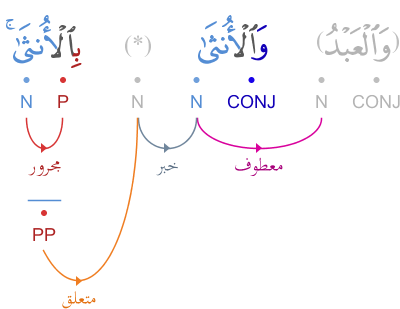 (وَٱلْعَبْدُ) وَٱلْأُنثَىٰ (*) بِٱلْأُنثَىٰ ۚ
CONJ N CONJ N N P N
معطوف خبر مجرور
PP
متعلق